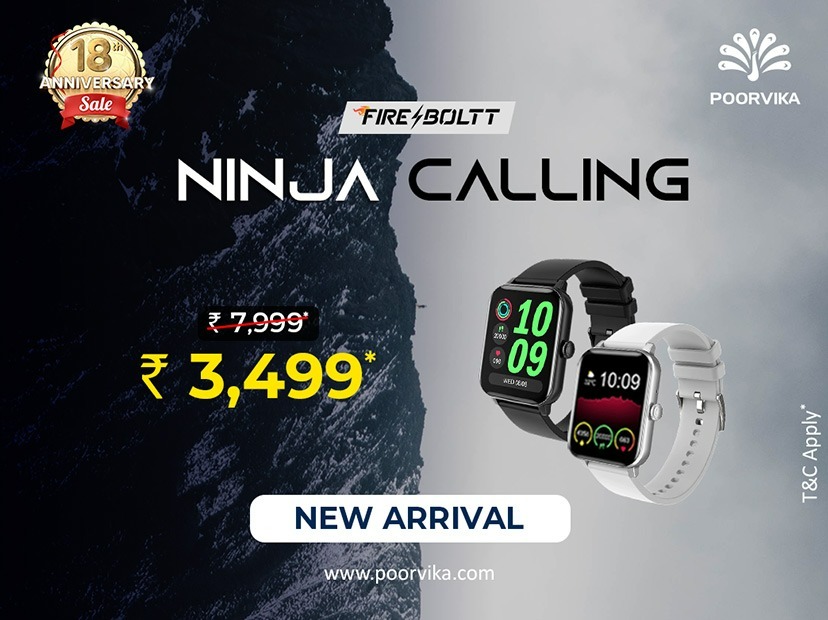 18th
ANNIVERSARY
Sale
POORVIKA
FIRE BOLTT
NINJA CALLING
₹ 7,999*
₹ 3,499*
10
09
10:09
NEW ARRIVAL
www.poorvika.com
T&C Apply*